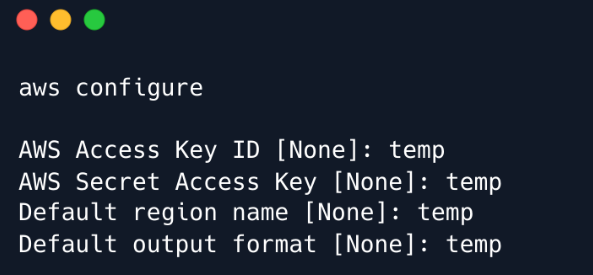 aws configure
AWS Access Key ID [None]: temp
AWS Secret Access Key [None]: temp
Default region name [None]: temp
Default output format [None]: temp